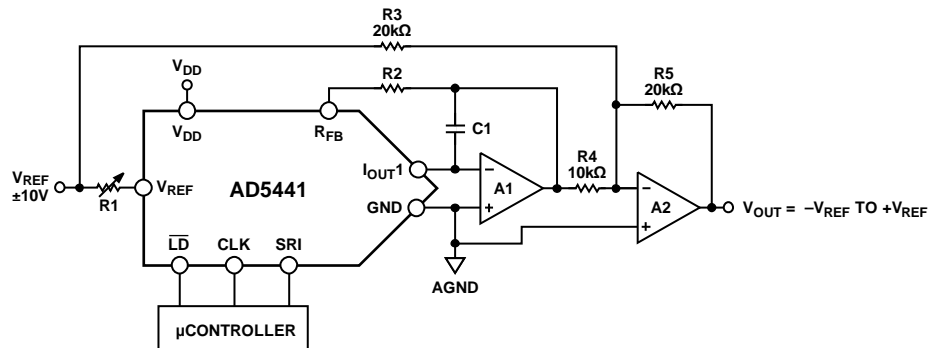 R3
20kΩ
R5
20kΩ
VDD
R2
VDD
RFB
C1
R4
10kΩ
VREF
±10V
R1
VREF
AD5441
IOUT1
GND
A1
A2
VOUT = –VREF TO +VREF
LD
CLK
SRI
AGND
µCONTROLLER
−
+
−
+